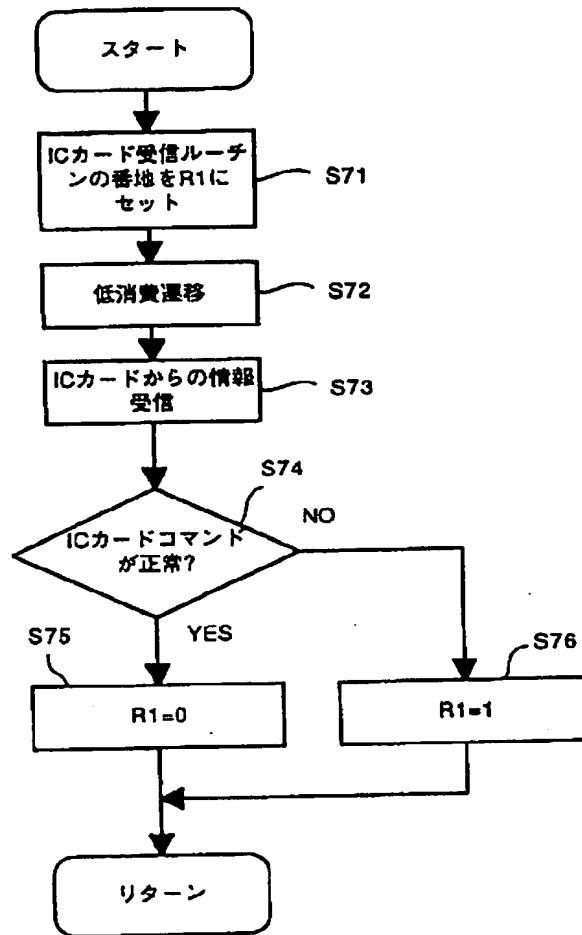 スタート
ICカード受信ルーチ
ンの番地をR1に
セット
S71
低消費遷移
S72
ICカードからの情報
受信
S73
S74
ICカードコマンド
が正常?
NO
YES
S75
R1=0
S76
R1=1
リターン